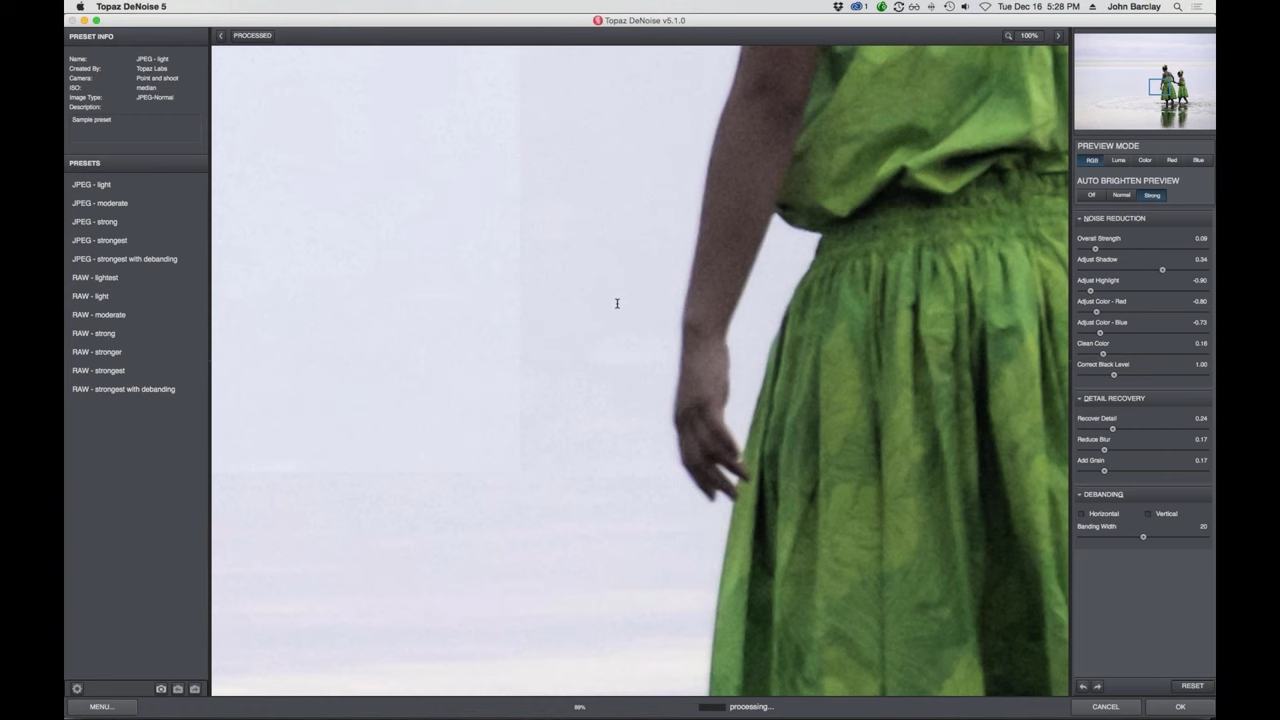 Topaz DeNoise 5
1 Tue Dec 16 5:28 PM John Barclay
Topaz DeNoise v5.1.0
PRESET INFO
Name: JPEG - light
Created By: Topaz Labs
Camera: Point and shoot
ISO: median
Image Type: JPEG-Normal
Description:
Sample preset
PRESETS
JPEG - light
JPEG - moderate
JPEG - strong
JPEG - strongest
JPEG - strongest with debanding
RAW - lightest
RAW - light
RAW - moderate
RAW - strong
RAW - stronger
RAW - strongest
RAW - strongest with debanding
MENU...
PROCESSED
100%
89% processing...
PREVIEW MODE
RGB Luma Color Red Blue
AUTO BRIGHTEN PREVIEW
Off Normal Strong
NOISE REDUCTION
Overall Strength 0.09
Adjust Shadow 0.34
Adjust Highlight -0.90
Adjust Color - Red -0.80
Adjust Color - Blue -0.73
Clean Color 0.16
Correct Black Level 1.00
DETAIL RECOVERY
Recover Detail 0.24
Reduce Blur 0.17
Add Grain 0.17
DEBANDING
Horizontal Vertical
Banding Width 20
RESET
CANCEL OK